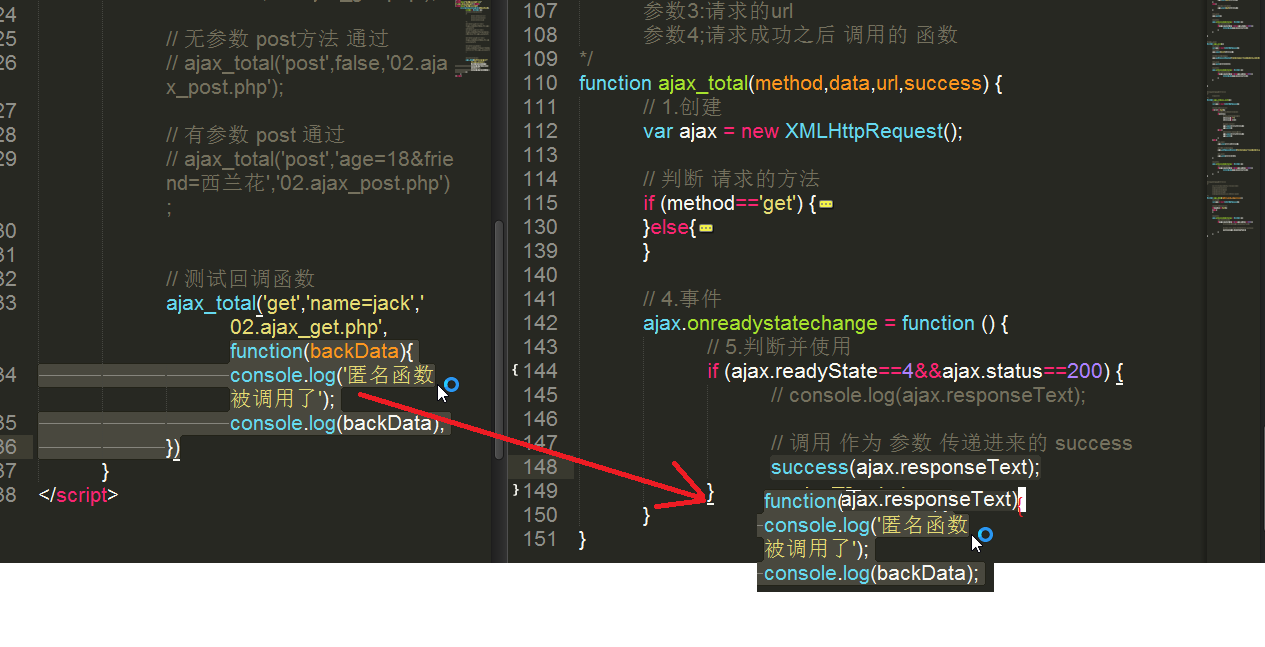 24
25 // 无参数 post方法 通过
26 // ajax_total('post',false,'02.aja
x_post.php');
27
28 // 有参数 post 通过
29 // ajax_total('post','age=18&frie
nd=西兰花','02.ajax_post.php')
;
30
31
32 // 测试回调函数
33 ajax_total('get','name=jack','
02.ajax_get.php',
function(backData){
34 console.log('匿名函数
被调用了');
35 console.log(backData);
36 })
37 }
38 </script>
107 参数3:请求的url
108 参数4;请求成功之后 调用的 函数
109 */
110 function ajax_total(method,data,url,success) {
111 // 1.创建
112 var ajax = new XMLHttpRequest();
113
114 // 判断 请求的方法
115 if (method=='get') {
130 }else{
139 }
140
141 // 4.事件
142 ajax.onreadystatechange = function () {
143 // 5.判断并使用
144 if (ajax.readyState==4&&ajax.status==200) {
145 // console.log(ajax.responseText);
146
147 // 调用 作为 参数 传递进来的 success
148 success(ajax.responseText);
149 }
150 }
151 }
function(ajax.responseText){
console.log('匿名函数
被调用了');
console.log(backData);